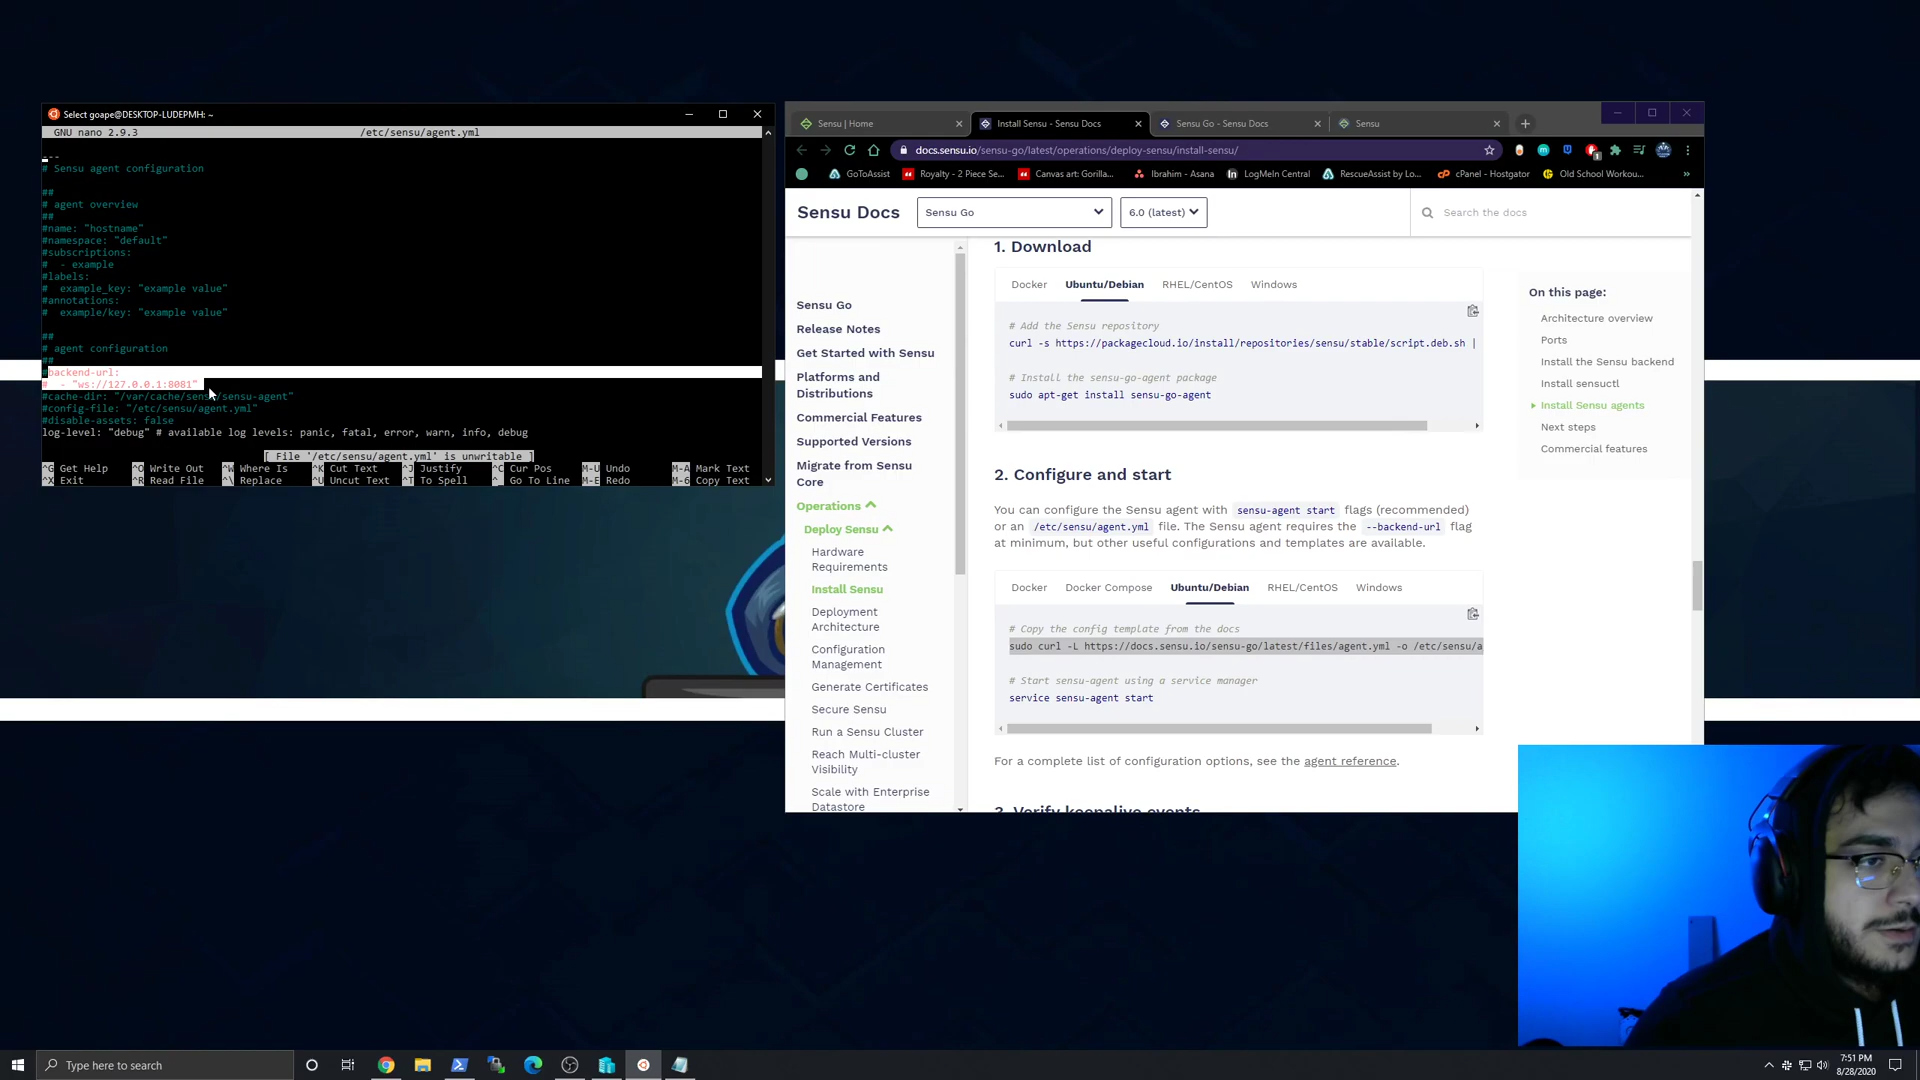 Select goape@DESKTOP-LUDEPMH: ~
GNU nano 2.9.3 /etc/sensu/agent.yml
---
# Sensu agent configuration
##
# agent overview
##
#name: "hostname"
#namespace: "default"
#subscriptions:
#  - example
#labels:
#  example_key: "example value"
#annotations:
#  example/key: "example value"
##
# agent configuration
##
#backend-url:
#  - "ws://127.0.0.1:8081"
#cache-dir: "/var/cache/sensu/sensu-agent"
#config-file: "/etc/sensu/agent.yml"
#disable-assets: false
log-level: "debug" # available log levels: panic, fatal, error, warn, info, debug
[ File '/etc/sensu/agent.yml' is unwritable ]
^G Get Help ^O Write Out ^W Where Is ^K Cut Text ^J Justify ^C Cur Pos M-U Undo M-A Mark Text
^X Exit ^R Read File ^\ Replace ^U Uncut Text ^T To Spell ^_ Go To Line M-E Redo M-6 Copy Text
Sensu | Home
Install Sensu - Sensu Docs
Sensu Go - Sensu Docs
Sensu
docs.sensu.io/sensu-go/latest/operations/deploy-sensu/install-sensu/
GoToAssist
Royalty - 2 Piece Se...
Canvas art: Gorilla...
Ibrahim - Asana
LogMeIn Central
RescueAssist by Lo...
cPanel - Hostgator
Old School Workou...
»
Sensu Docs
Sensu Go
6.0 (latest)
Search the docs
Sensu Go
Release Notes
Get Started with Sensu
Platforms and
Distributions
Commercial Features
Supported Versions
Migrate from Sensu
Core
Operations
Deploy Sensu
Hardware
Requirements
Install Sensu
Deployment
Architecture
Configuration
Management
Generate Certificates
Secure Sensu
Run a Sensu Cluster
Reach Multi-cluster
Visibility
Scale with Enterprise
Datastore
1. Download
Docker Ubuntu/Debian RHEL/CentOS Windows
# Add the Sensu repository
curl -s https://packagecloud.io/install/repositories/sensu/stable/script.deb.sh |
# Install the sensu-go-agent package
sudo apt-get install sensu-go-agent
2. Configure and start
You can configure the Sensu agent with sensu-agent start flags (recommended)
or an /etc/sensu/agent.yml file. The Sensu agent requires the --backend-url flag
at minimum, but other useful configurations and templates are available.
Docker Docker Compose Ubuntu/Debian RHEL/CentOS Windows
# Copy the config template from the docs
sudo curl -L https://docs.sensu.io/sensu-go/latest/files/agent.yml -o /etc/sensu/a
# Start sensu-agent using a service manager
service sensu-agent start
For a complete list of configuration options, see the agent reference.
3. Verify keepalive events
On this page:
Architecture overview
Ports
Install the Sensu backend
Install sensuctl
Install Sensu agents
Next steps
Commercial features
Type here to search
7:51 PM
8/28/2020